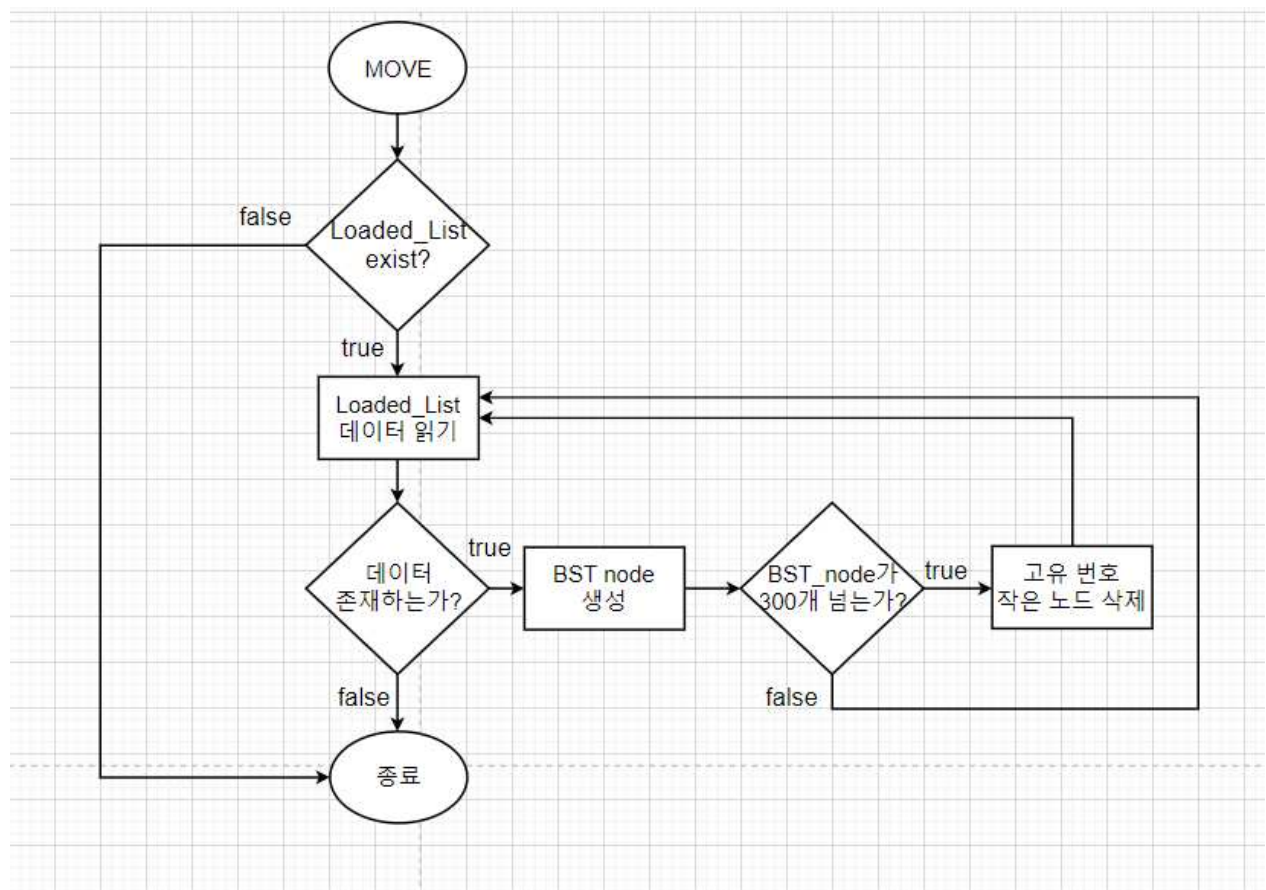 MOVE
false
Loaded_List
exist?
true
Loaded_List
데이터 읽기
데이터
존재하는가?
true
BST node
생성
BST_node가
300개 넘는가?
true
고유 번호
작은 노드 삭제
false
false
종료